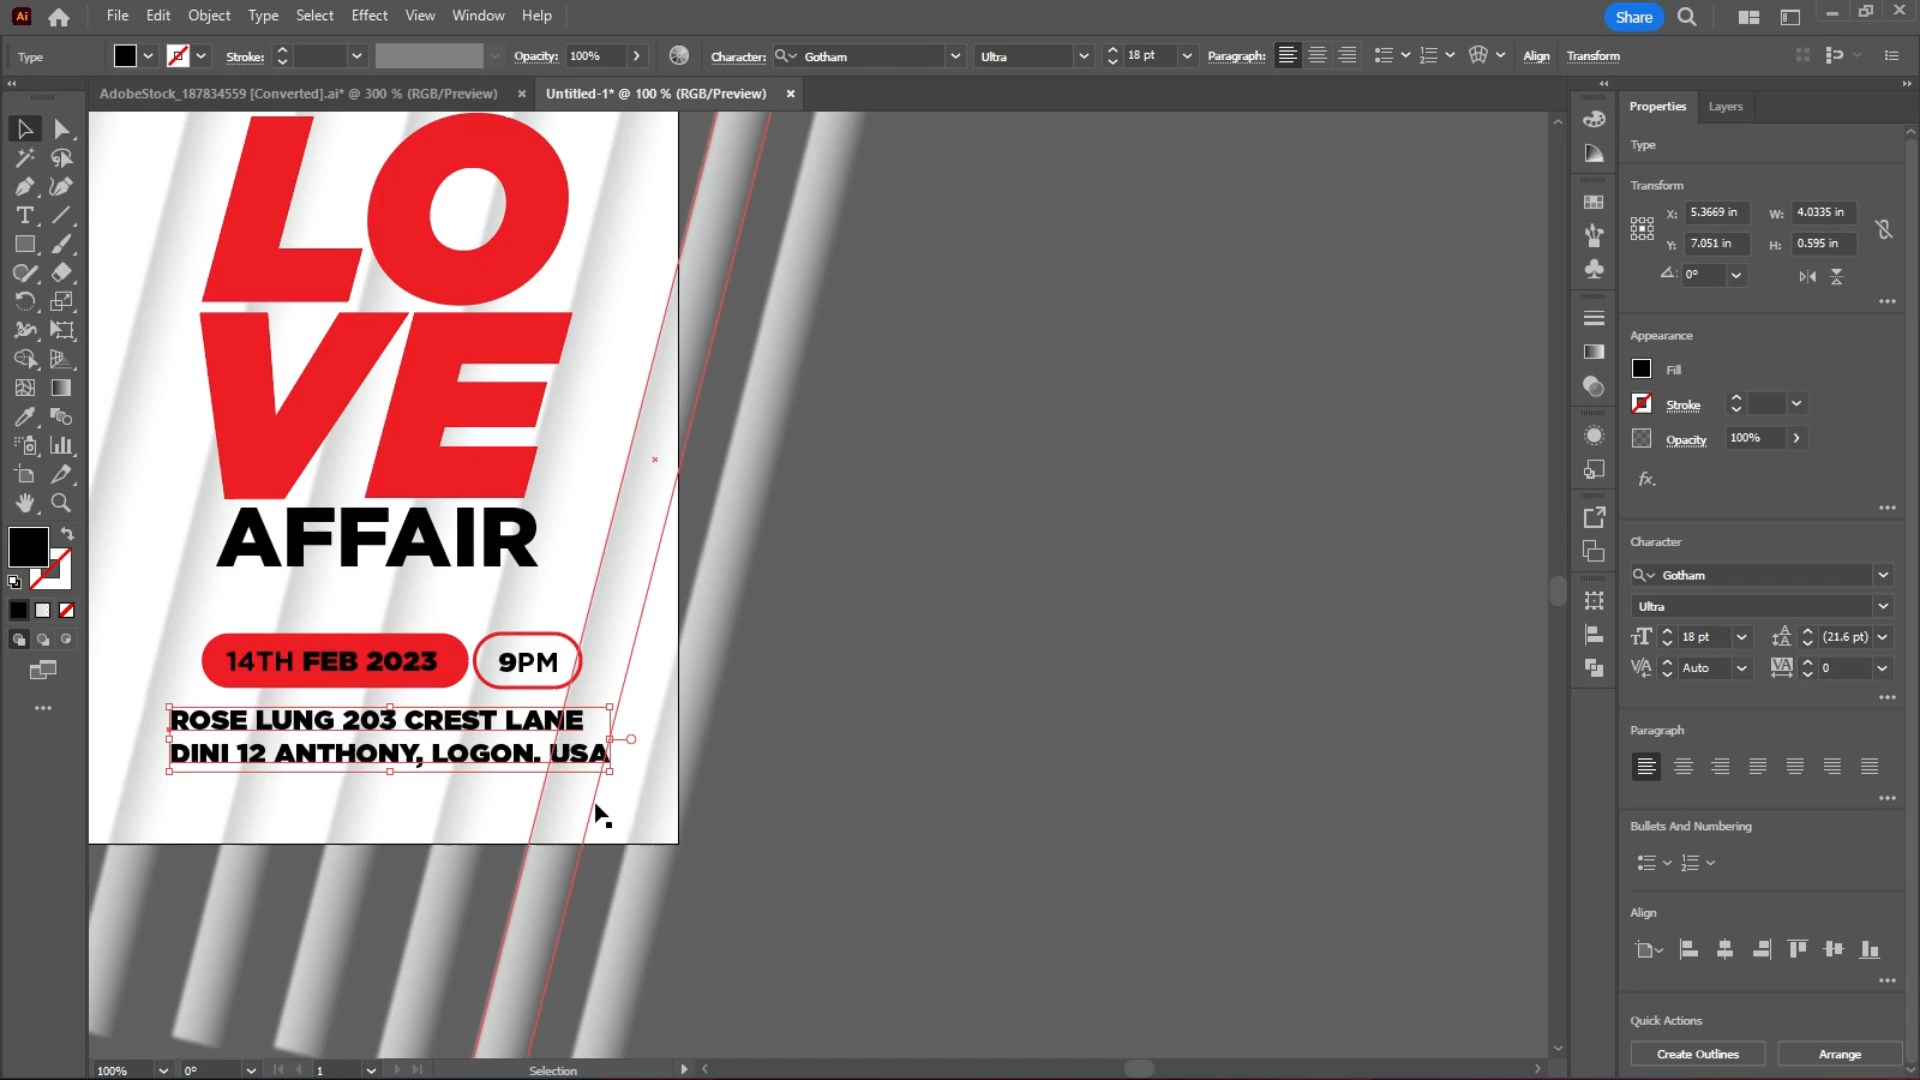 Ai File Edit Object Type Select Effect View Window Help Share
Type Stroke: Opacity: 100% Character: Gotham Ultra 18 pt Paragraph: Align Transform
AdobeStock_187834559 [Converted].ai* @ 300 % (RGB/Preview) Untitled-1* @ 100 % (RGB/Preview)
Properties Layers
Type
Transform
X: 5.3669 in W: 4.0335 in
Y: 7.051 in H: 0.595 in
0°
Appearance
Fill
Stroke
Opacity 100%
fx.
Character
Gotham
Ultra
18 pt (21.6 pt)
Auto 0
Paragraph
Bullets And Numbering
Align
Quick Actions
Create Outlines Arrange
LO
VE
AFFAIR
14TH FEB 2023 9PM
ROSE LUNG 203 CREST LANE
DINI 12 ANTHONY, LOGON. USA
100% 0° 1 Selection